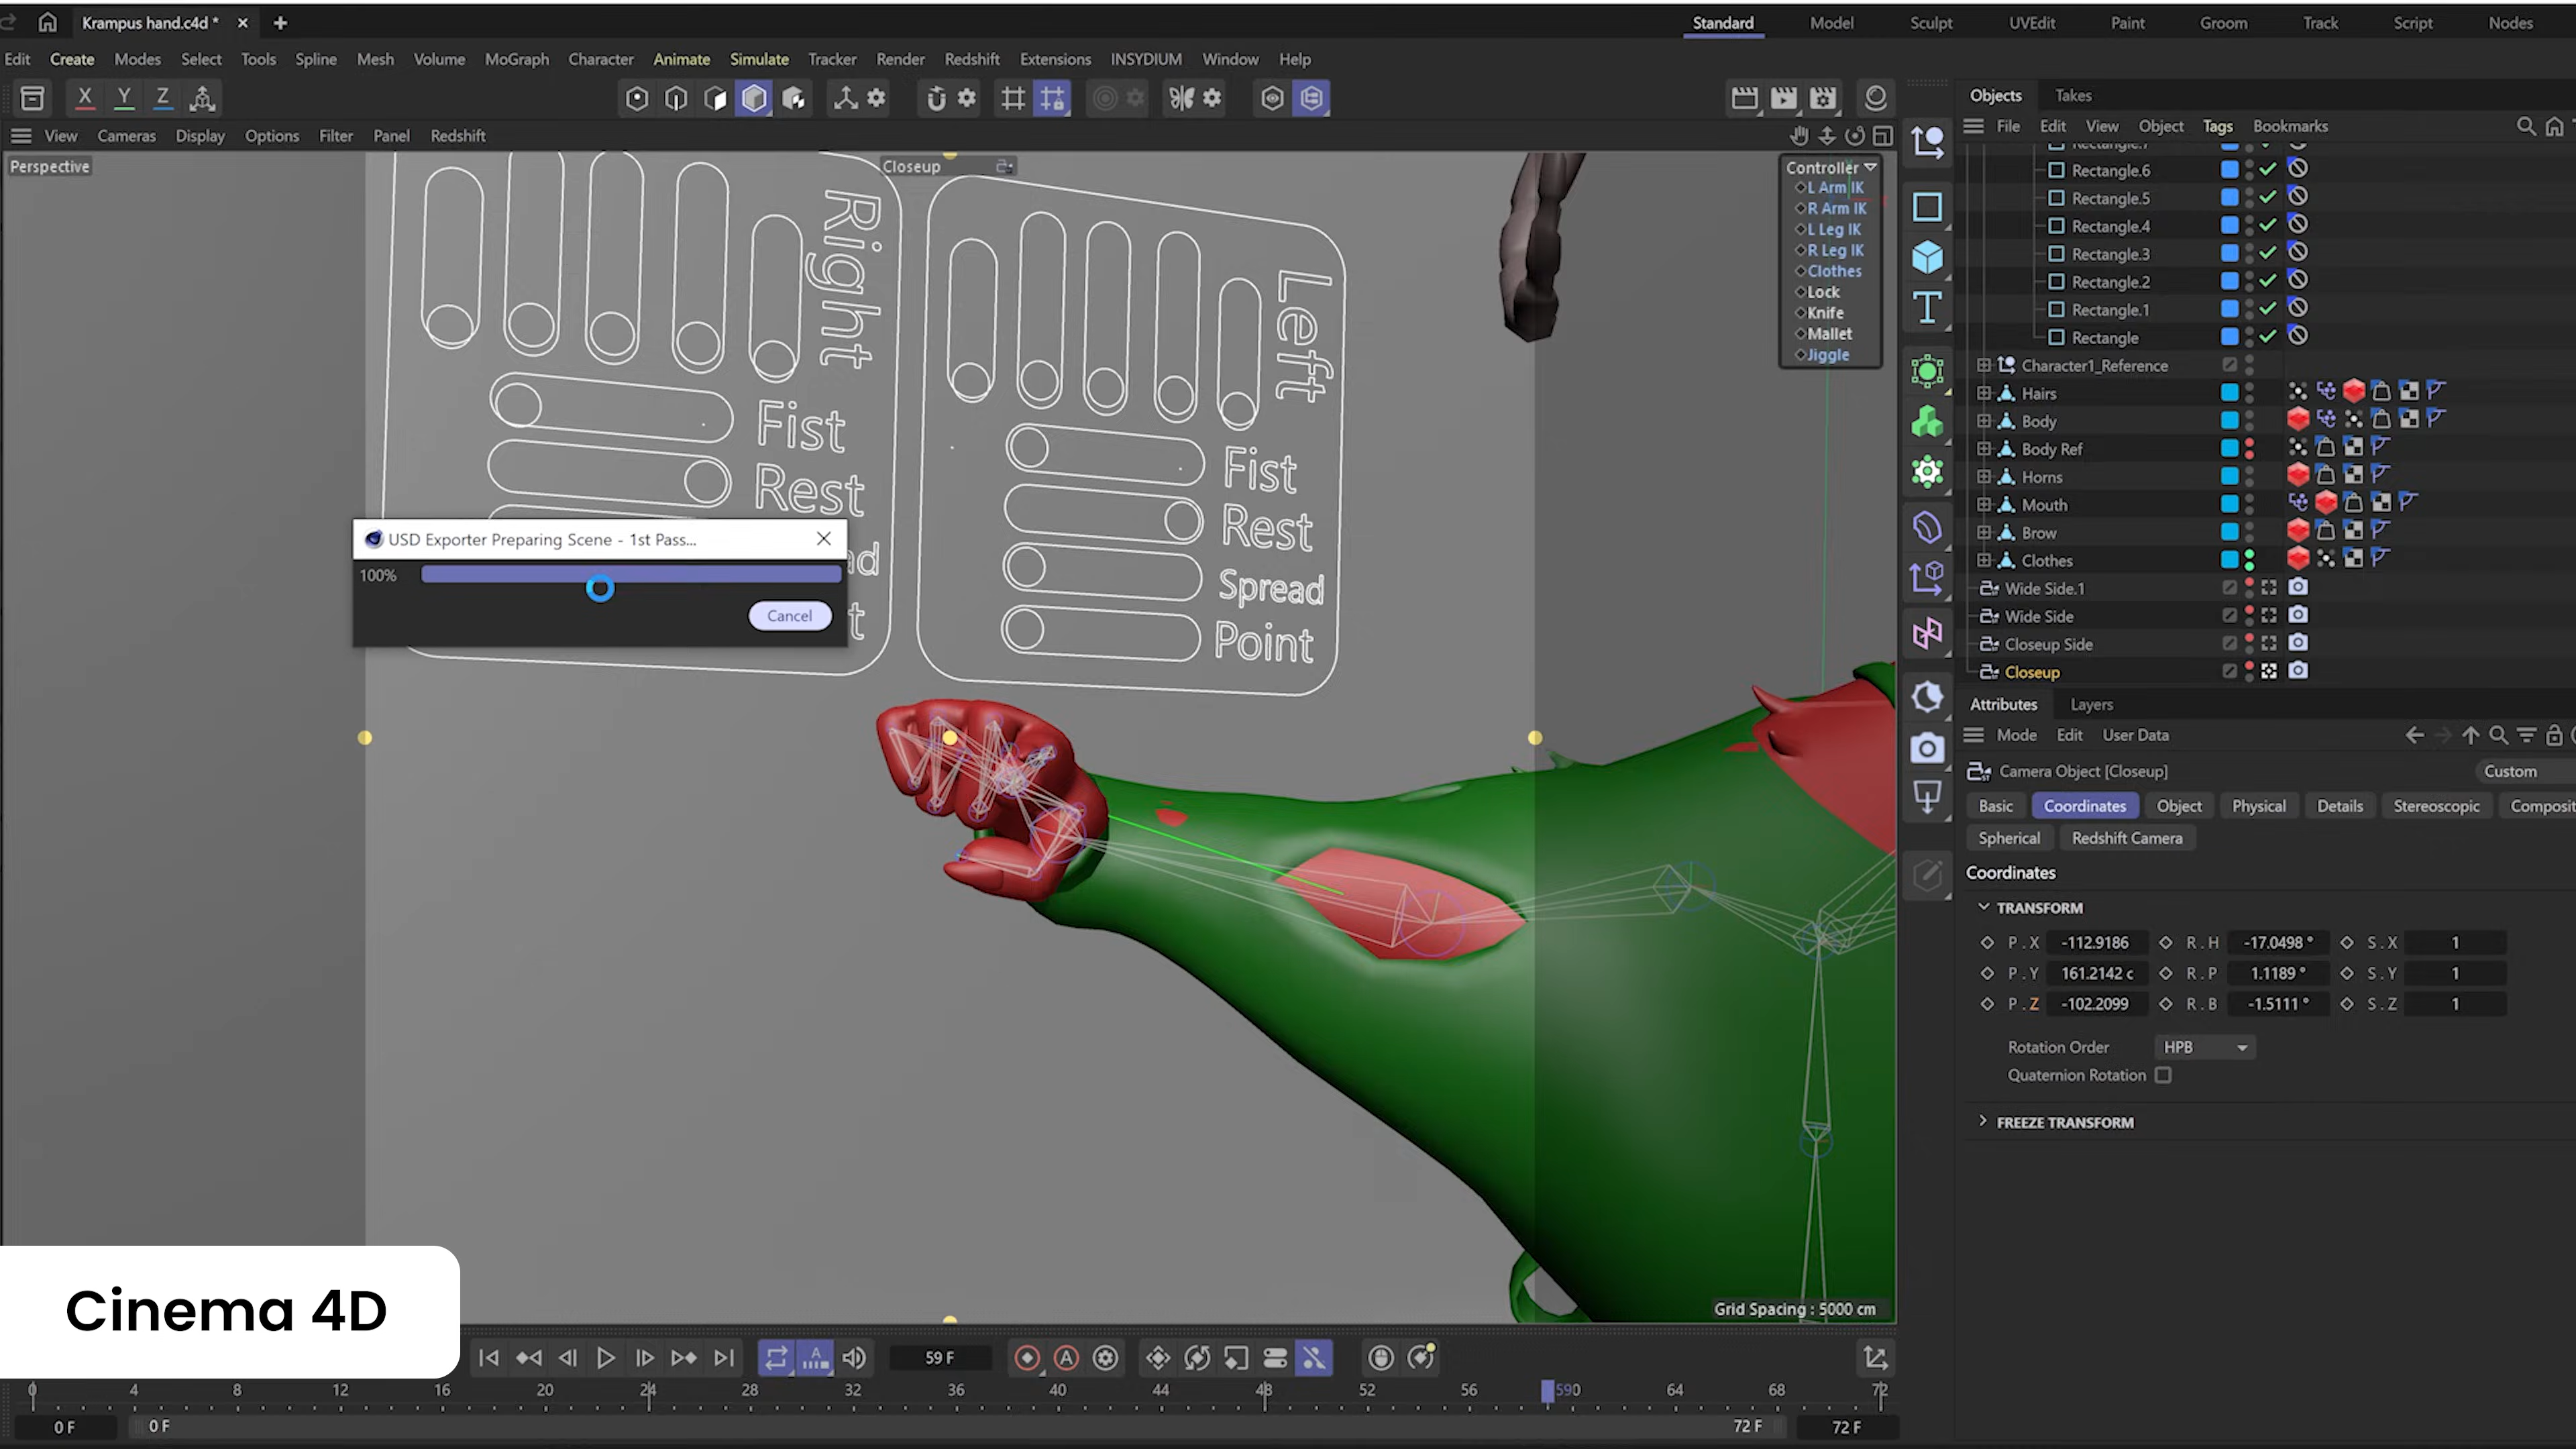 Krampus hand.c4d *
Standard Model Sculpt UVEdit Paint Groom Track Script Nodes
Edit Create Modes Select Tools Spline Mesh Volume MoGraph Character Animate Simulate Tracker Render Redshift Extensions INSYDIUM Window Help
X Y Z
Objects Takes
View Cameras Display Options Filter Panel Redshift
File Edit View Object Tags Bookmarks
Perspective
Closeup
Controller
L Arm IK
R Arm IK
L Leg IK
R Leg IK
Clothes
Lock
Knife
Mallet
Jiggle
Right
Fist
Rest
Left
Fist
Rest
Spread
Point
USD Exporter Preparing Scene - 1st Pass...
100%
Cancel
Rectangle.7
Rectangle.6
Rectangle.5
Rectangle.4
Rectangle.3
Rectangle.2
Rectangle.1
Rectangle
Character1_Reference
Hairs
Body
Body Ref
Horns
Mouth
Brow
Clothes
Wide Side.1
Wide Side
Closeup Side
Closeup
Attributes Layers
Mode Edit User Data
Camera Object [Closeup] Custom
Basic Coordinates Object Physical Details Stereoscopic Composit
Spherical Redshift Camera
Coordinates
TRANSFORM
P . X -112.9186 R . H -17.0498 ° S . X 1
P . Y 161.2142 c R . P 1.1189 ° S . Y 1
P . Z -102.2099 R . B -1.5111 ° S . Z 1
Rotation Order HPB
Quaternion Rotation
FREEZE TRANSFORM
Grid Spacing : 5000 cm
Cinema 4D
59 F
0 4 8 12 16 20 24 28 32 36 40 44 48 52 56 590 64 68 72
0 F 0 F 72 F 72 F